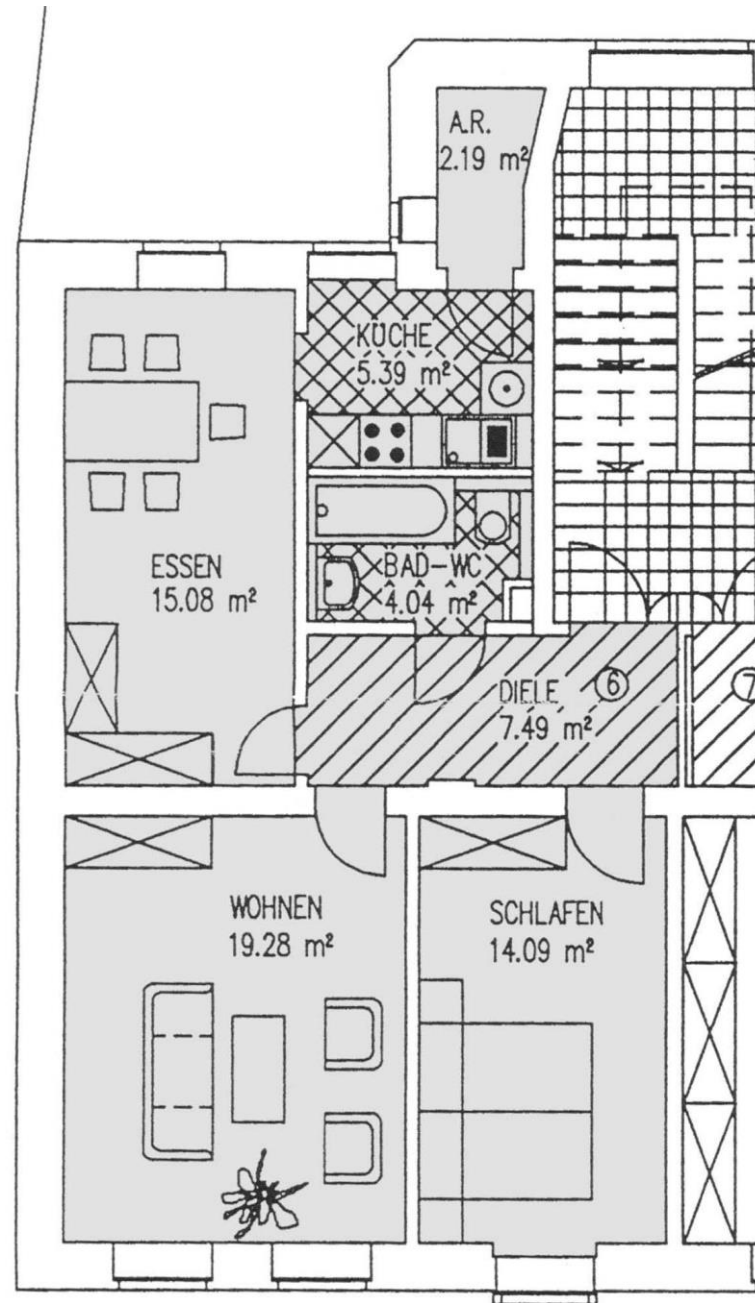 A.R.
2.19 m²
KÜCHE
5.39 m²
ESSEN
15.08 m²
BAD-WC
4.04 m²
DIELE
7.49 m²
6
7
WOHNEN
19.28 m²
SCHLAFEN
14.09 m²